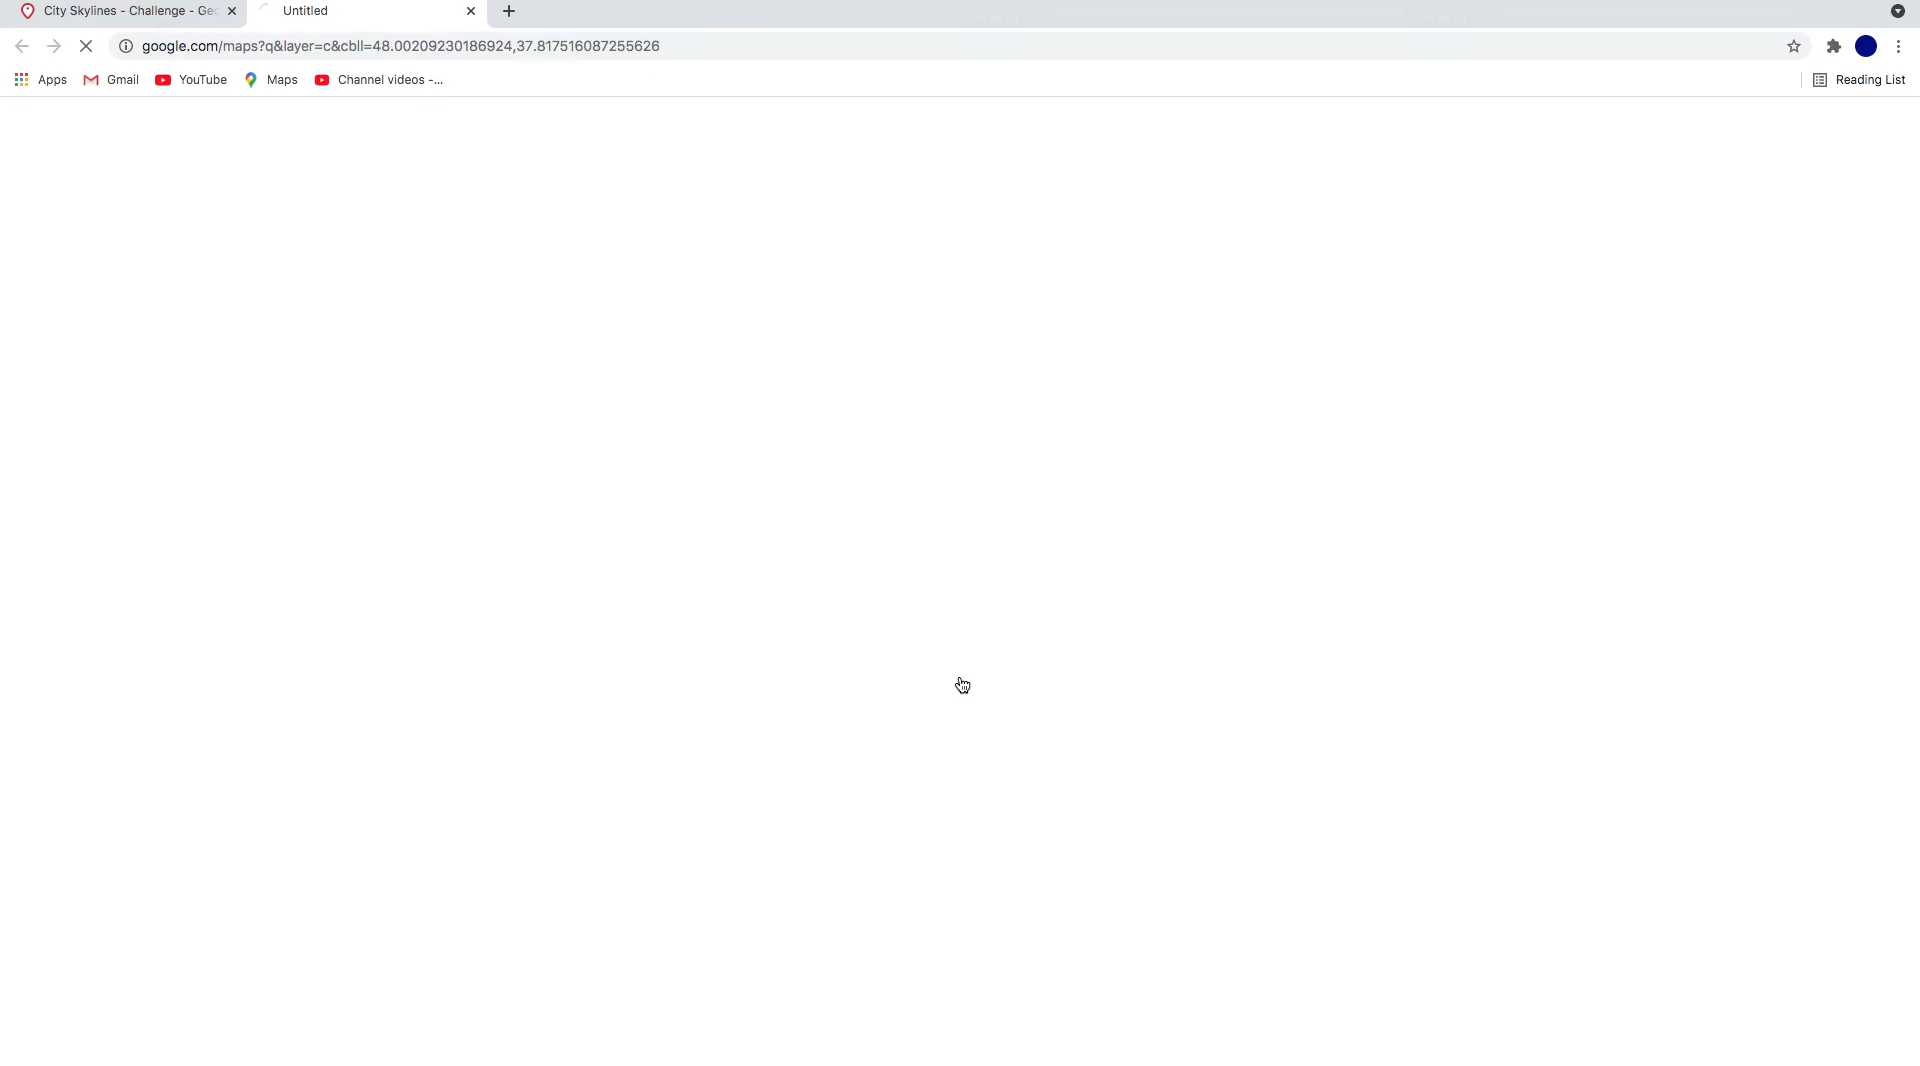 City Skylines - Challenge - Geo
Untitled
google.com/maps?q&layer=c&cbll=48.00209230186924,37.817516087255626
Apps
Gmail
YouTube
Maps
Channel videos -...
Reading List